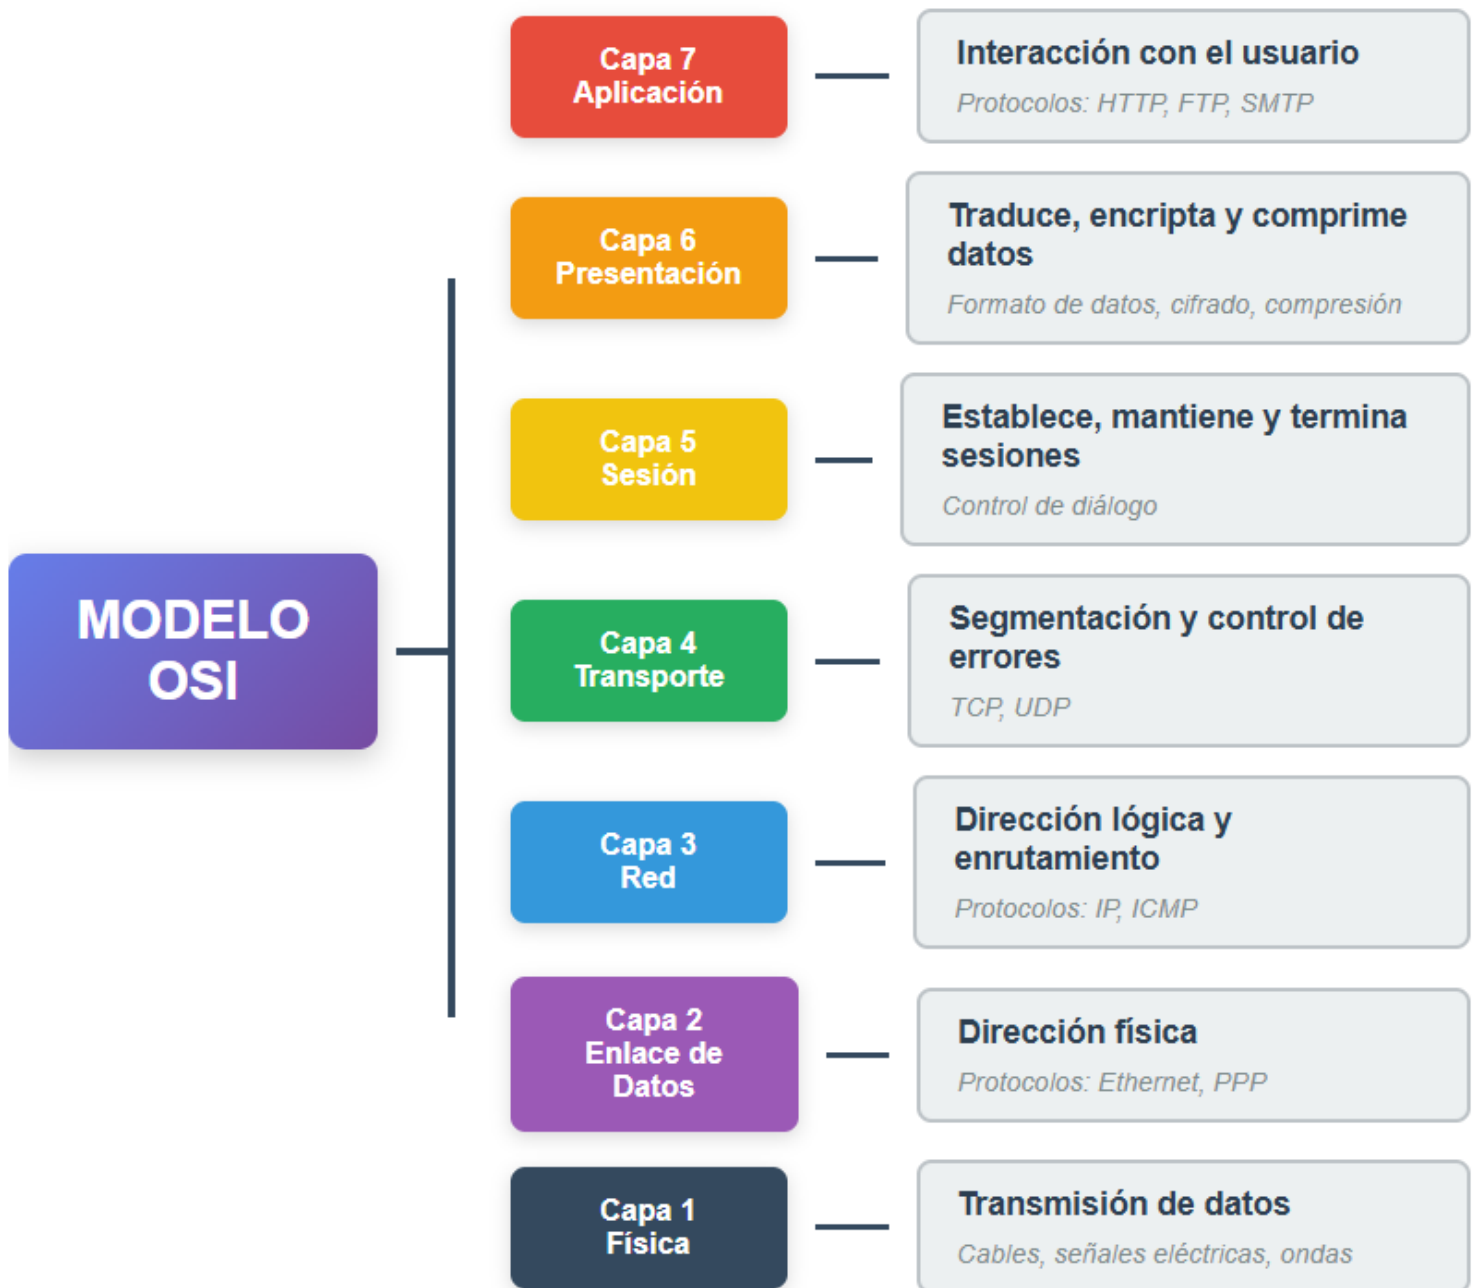 Capa 7
Aplicación
Interacción con el usuario
Protocolos: HTTP, FTP, SMTP
Capa 6
Presentación
Traduce, encripta y comprime
datos
Formato de datos, cifrado, compresión
Capa 5
Sesión
Establece, mantiene y termina
sesiones
Control de diálogo
MODELO
OSI
Capa 4
Transporte
Segmentación y control de
errores
TCP, UDP
Capa 3
Red
Dirección lógica y
enrutamiento
Protocolos: IP, ICMP
Capa 2
Enlace de
Datos
Dirección física
Protocolos: Ethernet, PPP
Capa 1
Física
Transmisión de datos
Cables, señales eléctricas, ondas